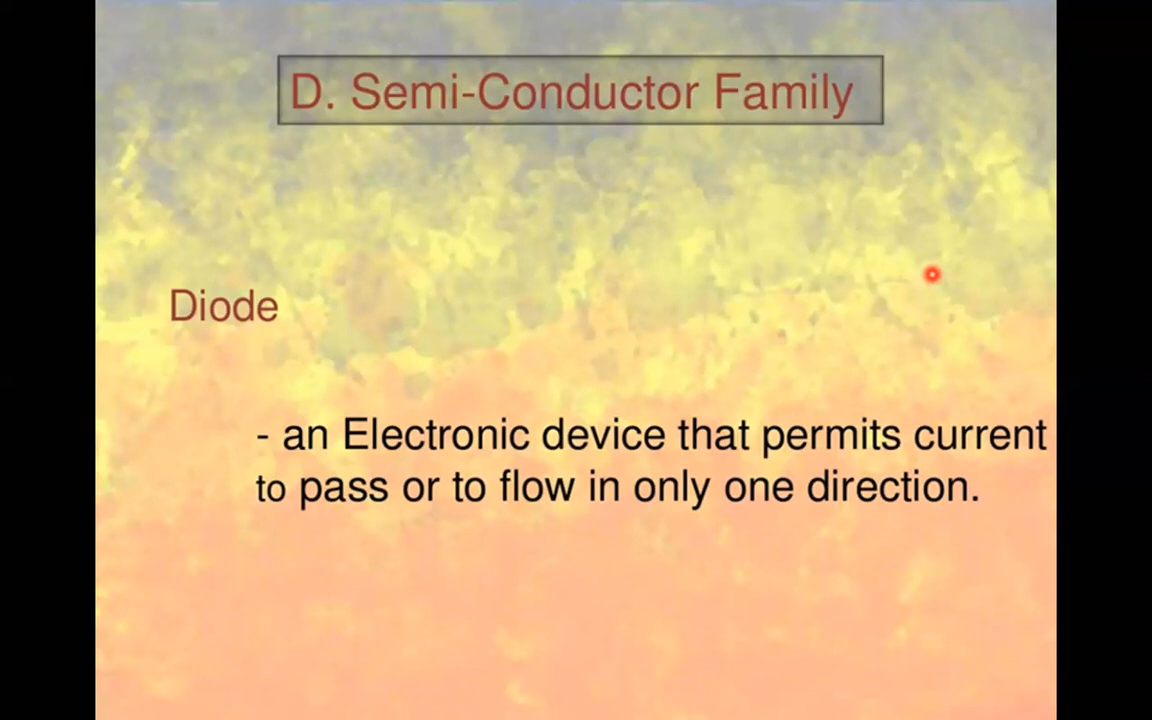 D. Semi-Conductor Family
Diode
- an Electronic device that permits current
to pass or to flow in only one direction.